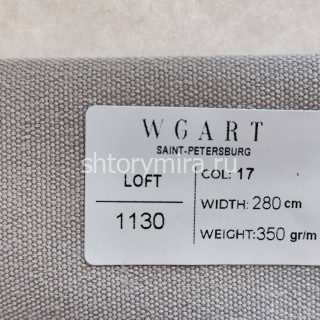 WGART
SAINT-PETERSBURG
LOFT
1130
COL: 17
WIDTH: 280 cm
WEIGHT: 350 gr/m
shtorymira.ru